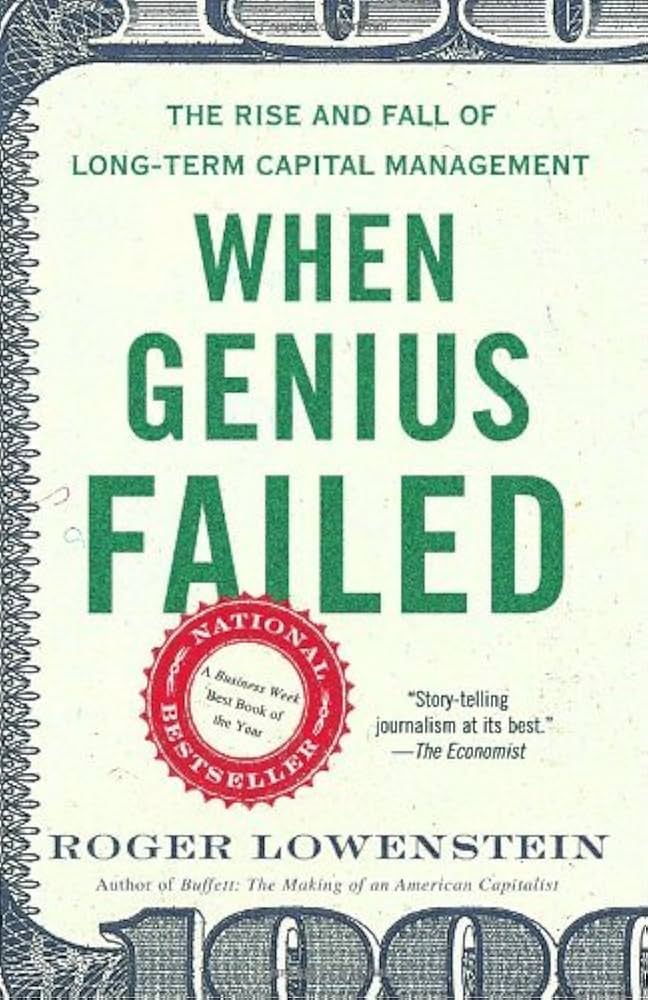 THE RISE AND FALL OF
LONG-TERM CAPITAL MANAGEMENT
WHEN
GENIUS
FAILED
NATIONAL
A Business Week
Best Book of
the Year
BESTSELLER
“Story-telling
journalism at its best.”
—The Economist
ROGER LOWENSTEIN
Author of Buffett: The Making of an American Capitalist